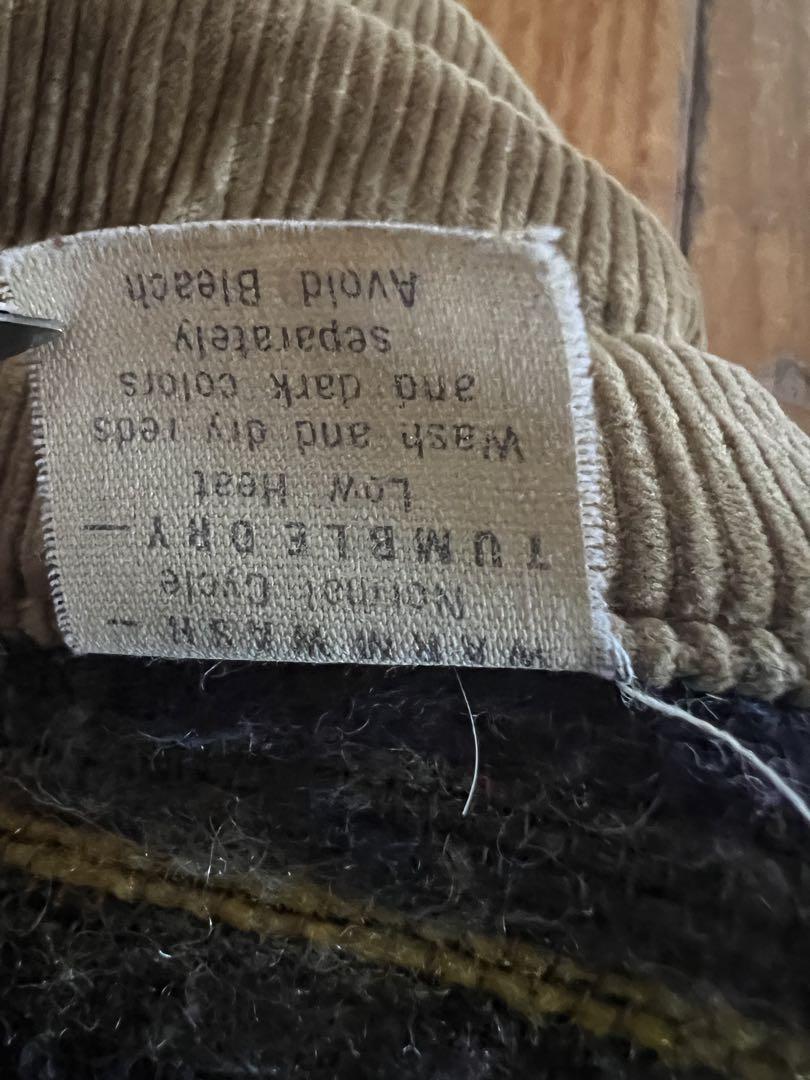 WARM WASH —
Normal Cycle
TUMBLE DRY —
Low Heat
Wash and dry reds
and dark colors
separately
Avoid Bleach